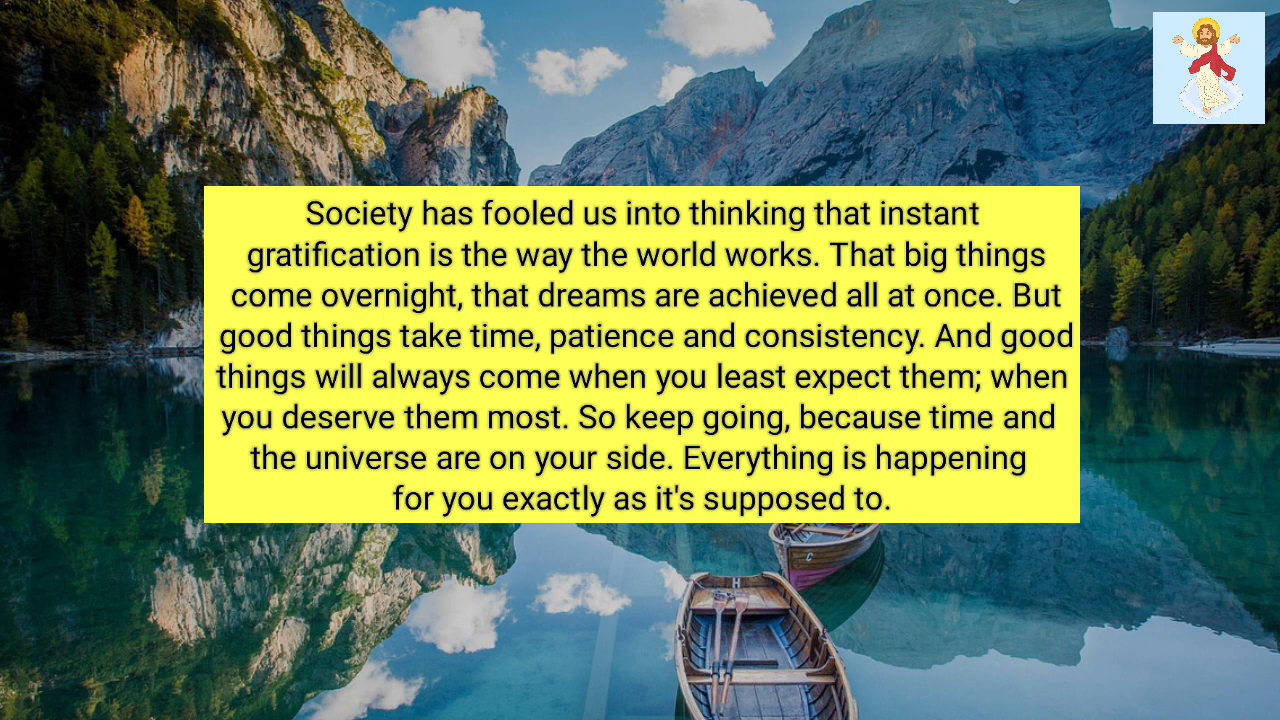 Society has fooled us into thinking that instant
gratification is the way the world works. That big things
come overnight, that dreams are achieved all at once. But
good things take time, patience and consistency. And good
things will always come when you least expect them; when
you deserve them most. So keep going, because time and
the universe are on your side. Everything is happening
for you exactly as it's supposed to.